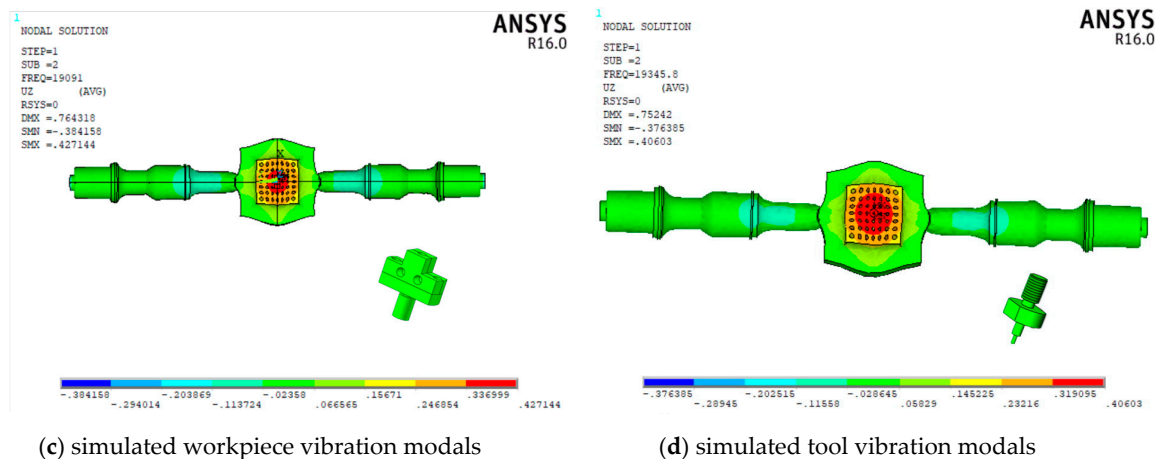 1
NODAL SOLUTION
STEP=1
SUB =2
FREQ=19091
UZ (AVG)
RSYS=0
DMX =.764318
SMN =-.384158
SMX =.427144
ANSYS
R16.0
-.384158 -.203869 -.02358 .15671 .336999
-.294014 -.113724 .066565 .246854 .427144
(c) simulated workpiece vibration modals
1
NODAL SOLUTION
STEP=1
SUB =2
FREQ=19345.8
UZ (AVG)
RSYS=0
DMX =.75242
SMN =-.376385
SMX =.40603
ANSYS
R16.0
-.376385 -.202515 -.028645 .145225 .319095
-.28945 -.11558 .05829 .23216 .40603
(d) simulated tool vibration modals